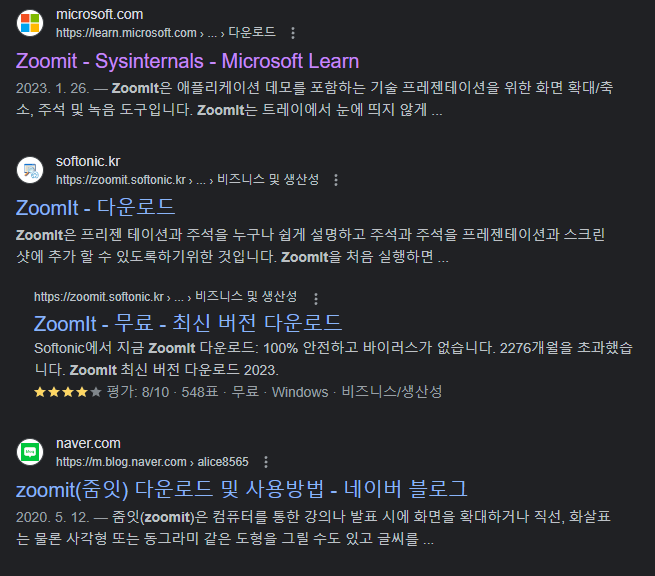 microsoft.com
https://learn.microsoft.com › ... › 다운로드
Zoomit - Sysinternals - Microsoft Learn
2023. 1. 26. — ZoomIt은 애플리케이션 데모를 포함하는 기술 프레젠테이션을 위한 화면 확대/축
소, 주석 및 녹음 도구입니다. ZoomIt는 트레이에서 눈에 띄지 않게 ...
softonic.kr
https://zoomit.softonic.kr › ... › 비즈니스 및 생산성
ZoomIt - 다운로드
ZoomIt은 프리젠 테이션과 주석을 누구나 쉽게 설명하고 주석과 주석을 프레젠테이션과 스크린
샷에 추가 할 수 있도록하기위한 것입니다. ZoomIt을 처음 실행하면 ...
https://zoomit.softonic.kr › ... › 비즈니스 및 생산성
ZoomIt - 무료 - 최신 버전 다운로드
Softonic에서 지금 ZoomIt 다운로드: 100% 안전하고 바이러스가 없습니다. 2276개월을 초과했습
니다. ZoomIt 최신 버전 다운로드 2023.
평가: 8/10 · 548표 · 무료 · Windows · 비즈니스/생산성
naver.com
https://m.blog.naver.com › alice8565
zoomit(줌잇) 다운로드 및 사용방법 - 네이버 블로그
2020. 5. 12. — 줌잇(zoomit)은 컴퓨터를 통한 강의나 발표 시에 화면을 확대하거나 직선, 화살표
는 물론 사각형 또는 동그라미 같은 도형을 그릴 수도 있고 글씨를 ...